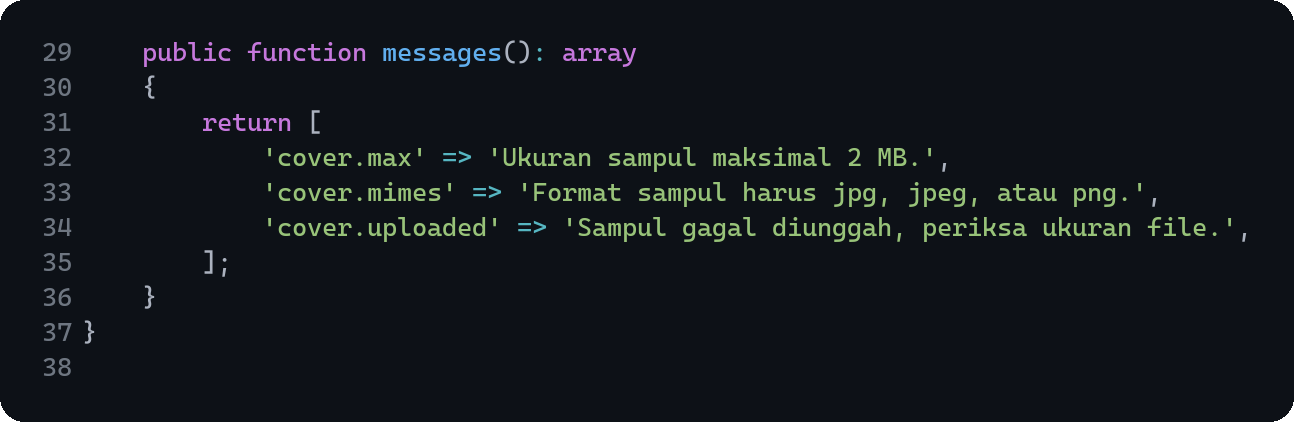 29    public function messages(): array
30    {
31        return [
32            'cover.max' => 'Ukuran sampul maksimal 2 MB.',
33            'cover.mimes' => 'Format sampul harus jpg, jpeg, atau png.',
34            'cover.uploaded' => 'Sampul gagal diunggah, periksa ukuran file.',
35        ];
36    }
37 }
38